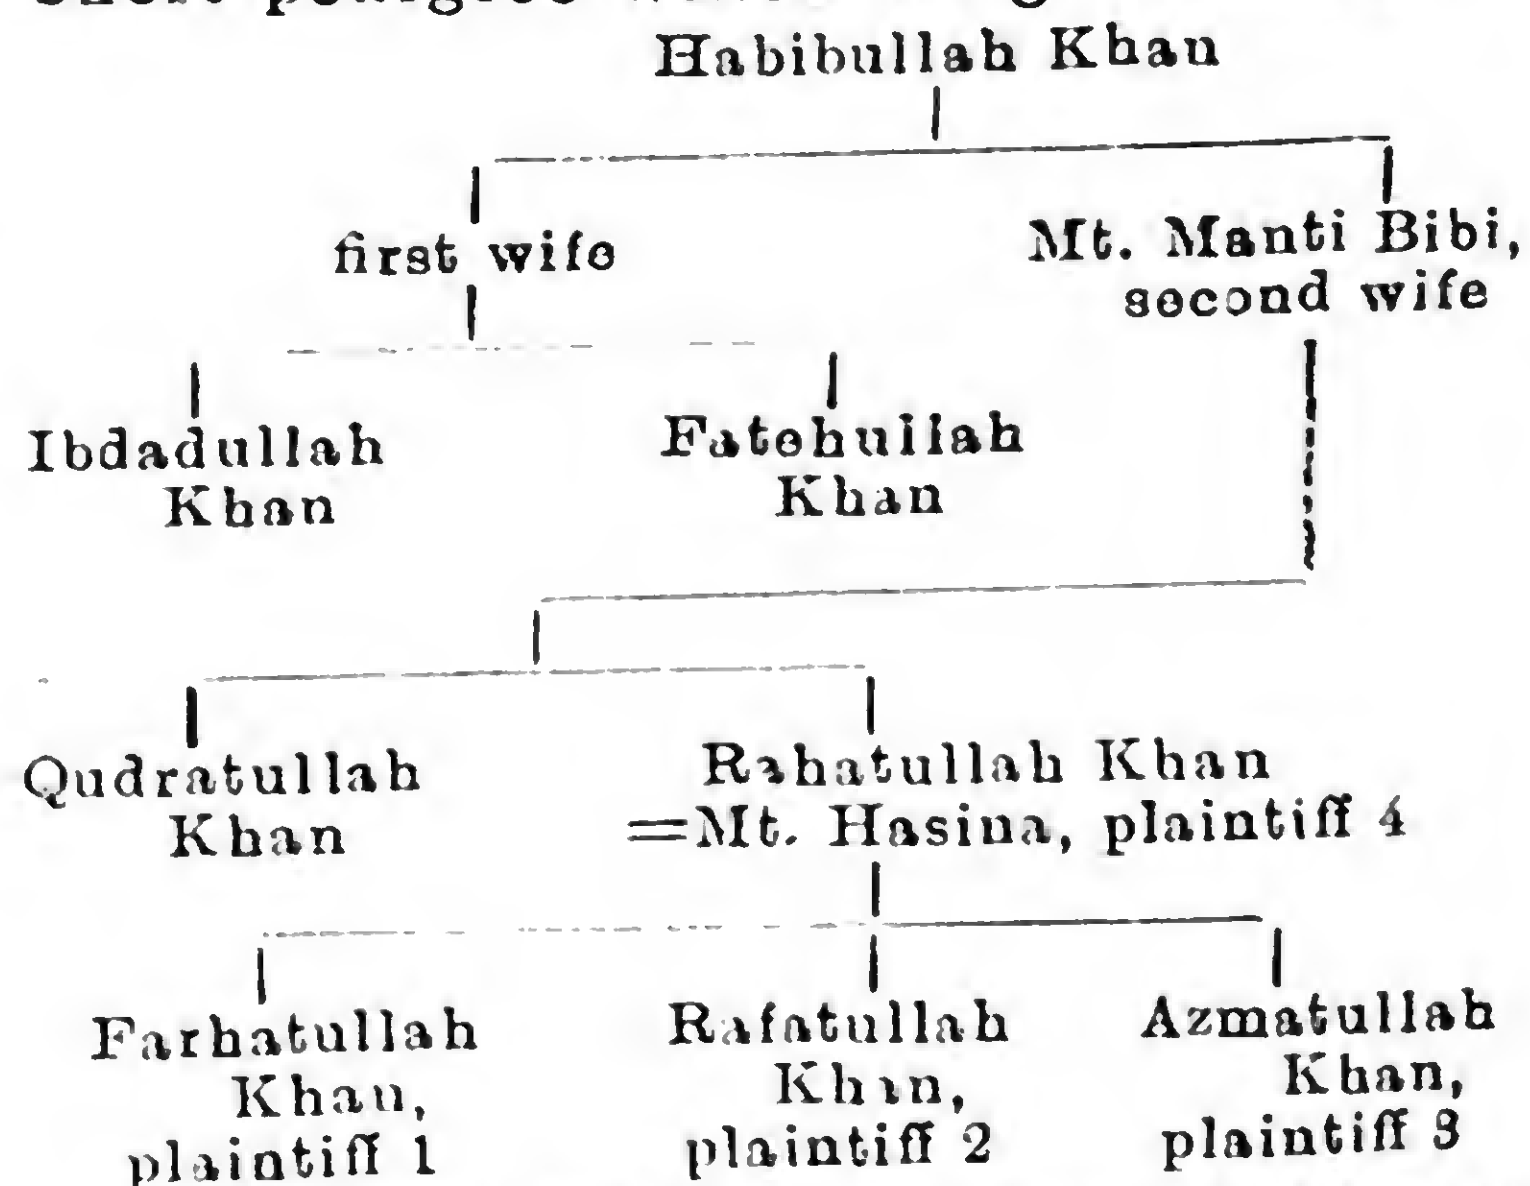 Habibullah Khan
first wife
Mt. Manti Bibi,
second wife
Ibdadullah
Khan
Fatehullah
Khan
Qudratullah
Khan
Rahatullah Khan
=Mt. Hasina, plaintiff 4
Farhatullah
Khan,
plaintiff 1
Rafatullah
Khan,
plaintiff 2
Azmatullah
Khan,
plaintiff 3